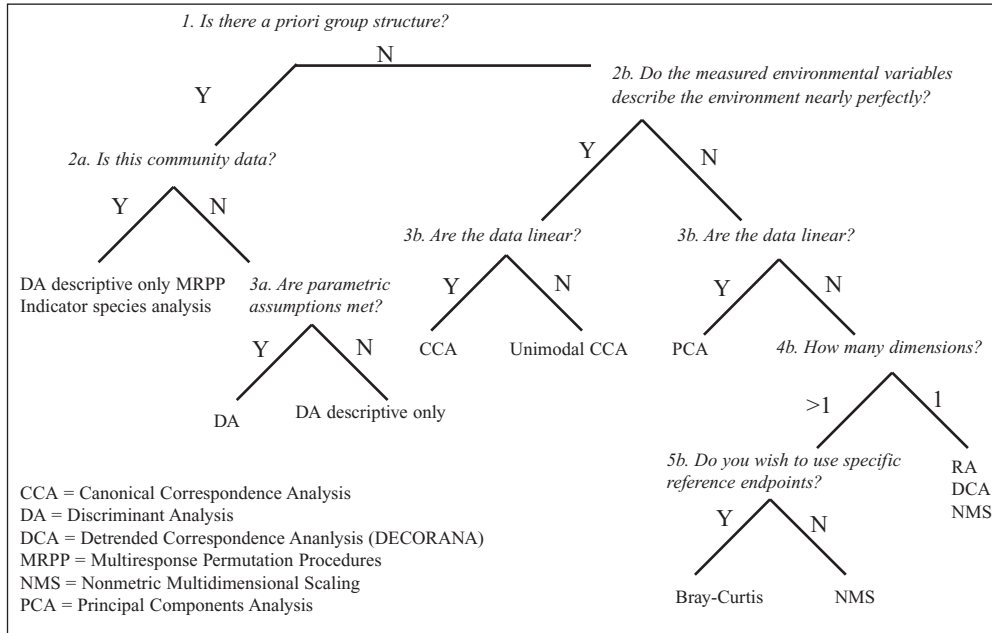 1. Is there a priori group structure?
N
Y
2b. Do the measured environmental variables
describe the environment nearly perfectly?
2a. Is this community data?
Y
N
Y
N
3b. Are the data linear?
3b. Are the data linear?
DA descriptive only MRPP
Indicator species analysis
3a. Are parametric
assumptions met?
Y
N
Y
N
Y
N
CCA
Unimodal CCA
PCA
4b. How many dimensions?
DA
DA descriptive only
>1
1
5b. Do you wish to use specific
reference endpoints?
RA
DCA
NMS
Y
N
Bray-Curtis
NMS
CCA = Canonical Correspondence Analysis
DA = Discriminant Analysis
DCA = Detrended Correspondence Ananlysis (DECORANA)
MRPP = Multiresponse Permutation Procedures
NMS = Nonmetric Multidimensional Scaling
PCA = Principal Components Analysis